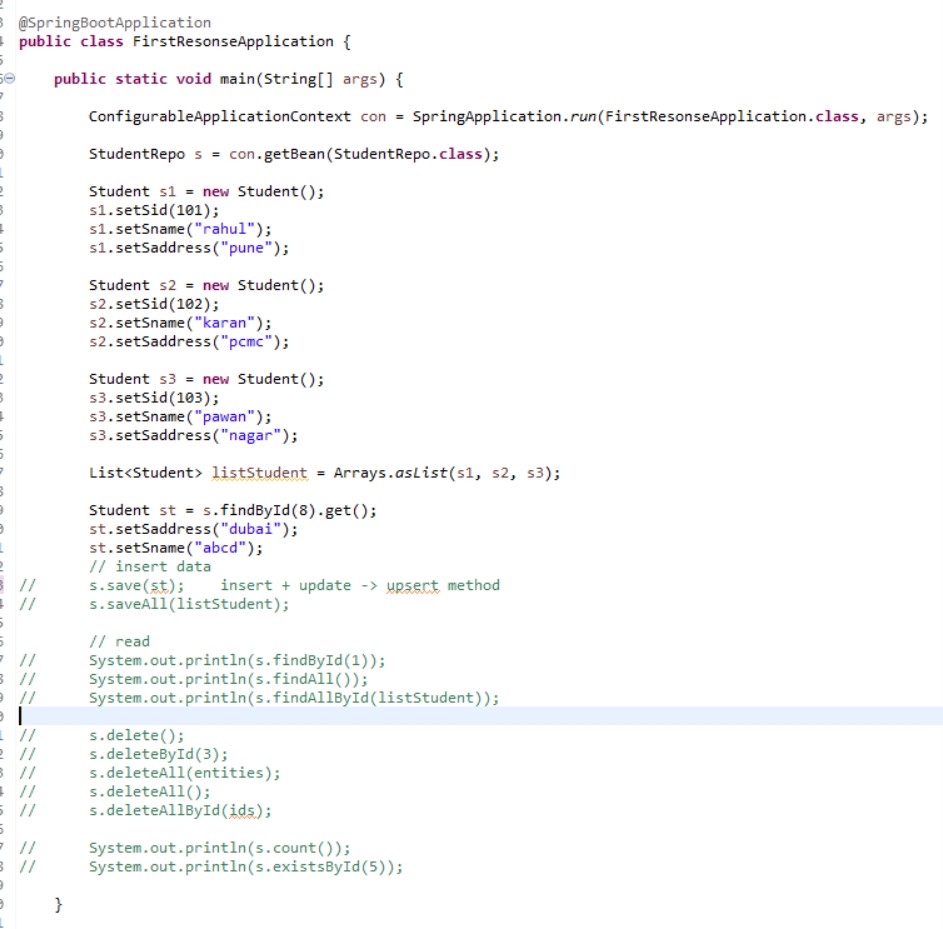 @SpringBootApplication
public class FirstResonseApplication {
public static void main(String[] args) {
ConfigurableApplicationContext con = SpringApplication.run(FirstResonseApplication.class, args);
StudentRepo s = con.getBean(StudentRepo.class);
Student s1 = new Student();
s1.setSid(101);
s1.setSname("rahul");
s1.setSaddress("pune");
Student s2 = new Student();
s2.setSid(102);
s2.setSname("karan");
s2.setSaddress("pcmc");
Student s3 = new Student();
s3.setSid(103);
s3.setSname("pawan");
s3.setSaddress("nagar");
List<Student> listStudent = Arrays.asList(s1, s2, s3);
Student st = s.findById(8).get();
st.setSaddress("dubai");
st.setSname("abcd");
// insert data
// s.save(st); insert + update -> upsert method
// s.saveAll(listStudent);
// read
// System.out.println(s.findById(1));
// System.out.println(s.findAll());
// System.out.println(s.findAllById(listStudent));
// s.delete();
// s.deleteById(3);
// s.deleteAll(entities);
// s.deleteAll();
// s.deleteAllById(ids);
// System.out.println(s.count());
// System.out.println(s.existsById(5));
}